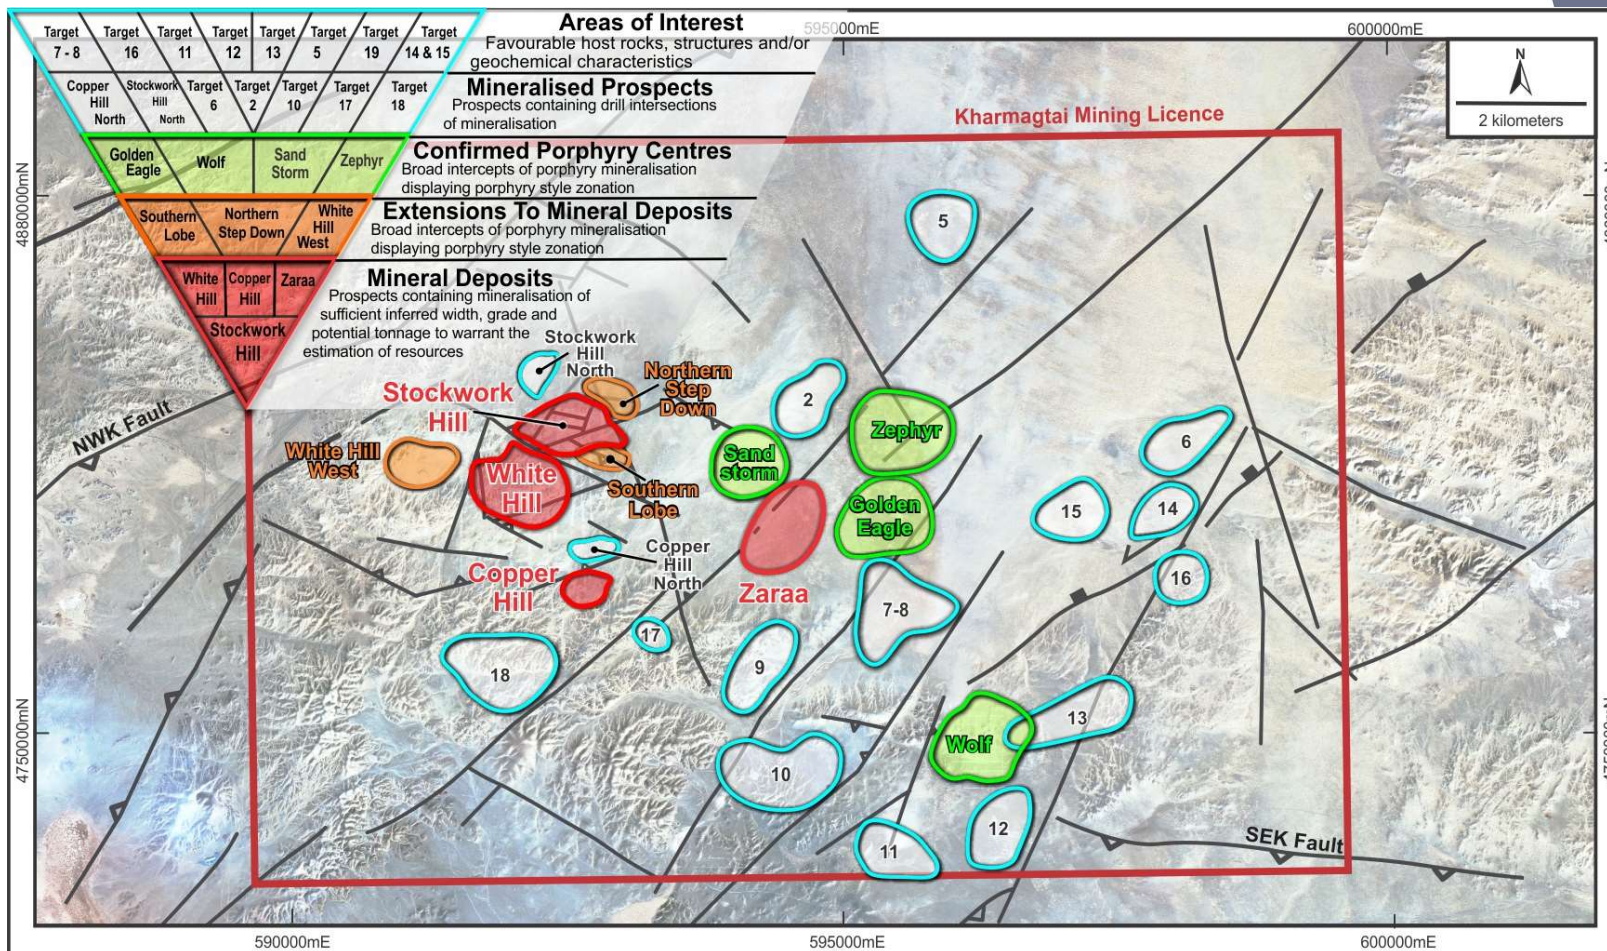 595000mE
600000mE
Target 7 - 8
Target 16
Target 11
Target 12
Target 13
Target 5
Target 19
Target 14 & 15
Areas of Interest
Favourable host rocks, structures and/or
geochemical characteristics
Copper Hill North
Stockwork Hill North
Target 6
Target 2
Target 10
Target 17
Target 18
Mineralised Prospects
Prospects containing drill intersections
of mineralisation
Golden Eagle
Wolf
Sand Storm
Zephyr
Confirmed Porphyry Centres
Broad intercepts of porphyry mineralisation
displaying porphyry style zonation
Southern Lobe
Northern Step Down
White Hill West
Extensions To Mineral Deposits
Broad intercepts of porphyry mineralisation
displaying porphyry style zonation
White Hill
Copper Hill
Zaraa
Stockwork Hill
Mineral Deposits
Prospects containing mineralisation of
sufficient inferred width, grade and
potential tonnage to warrant the
estimation of resources
N
2 kilometers
Kharmagtai Mining Licence
4880000mN
5
Stockwork
Hill
North
Northern
Step
Down
Stockwork
Hill
2
Zephyr
NWK Fault
White Hill
West
Sand
storm
6
White
Hill
Southern
Lobe
Golden
Eagle
15
14
Copper
Hill
North
16
Copper
Hill
Zaraa
7-8
17
18
9
4750000mN
13
Wolf
10
12
11
SEK Fault
590000mE
595000mE
600000mE